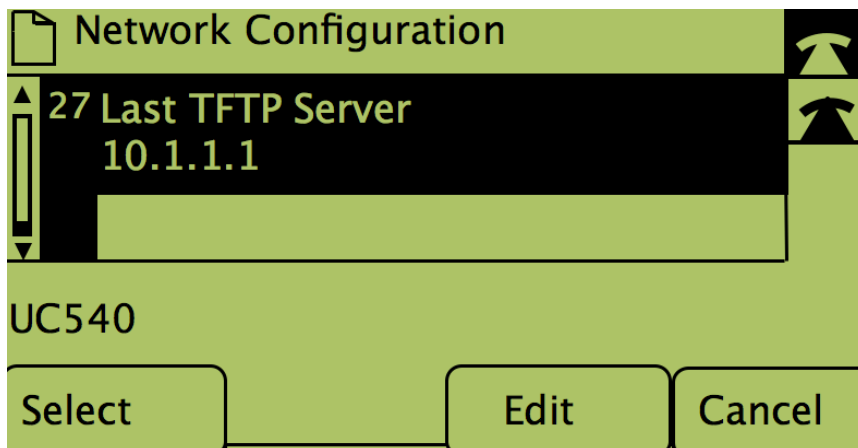 Network Configuration
27 Last TFTP Server
10.1.1.1
UC540
Select Edit Cancel